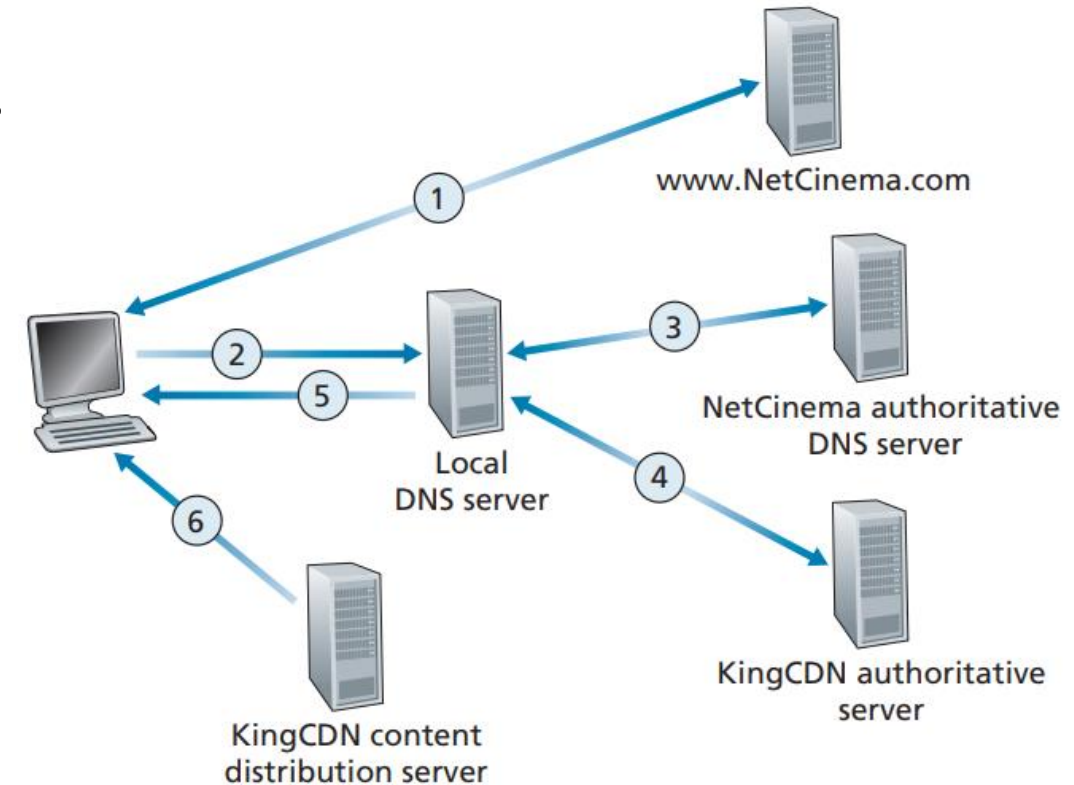 www.NetCinema.com
1
2
3
5
NetCinema authoritative
DNS server
Local
DNS server
4
6
KingCDN authoritative
server
KingCDN content
distribution server